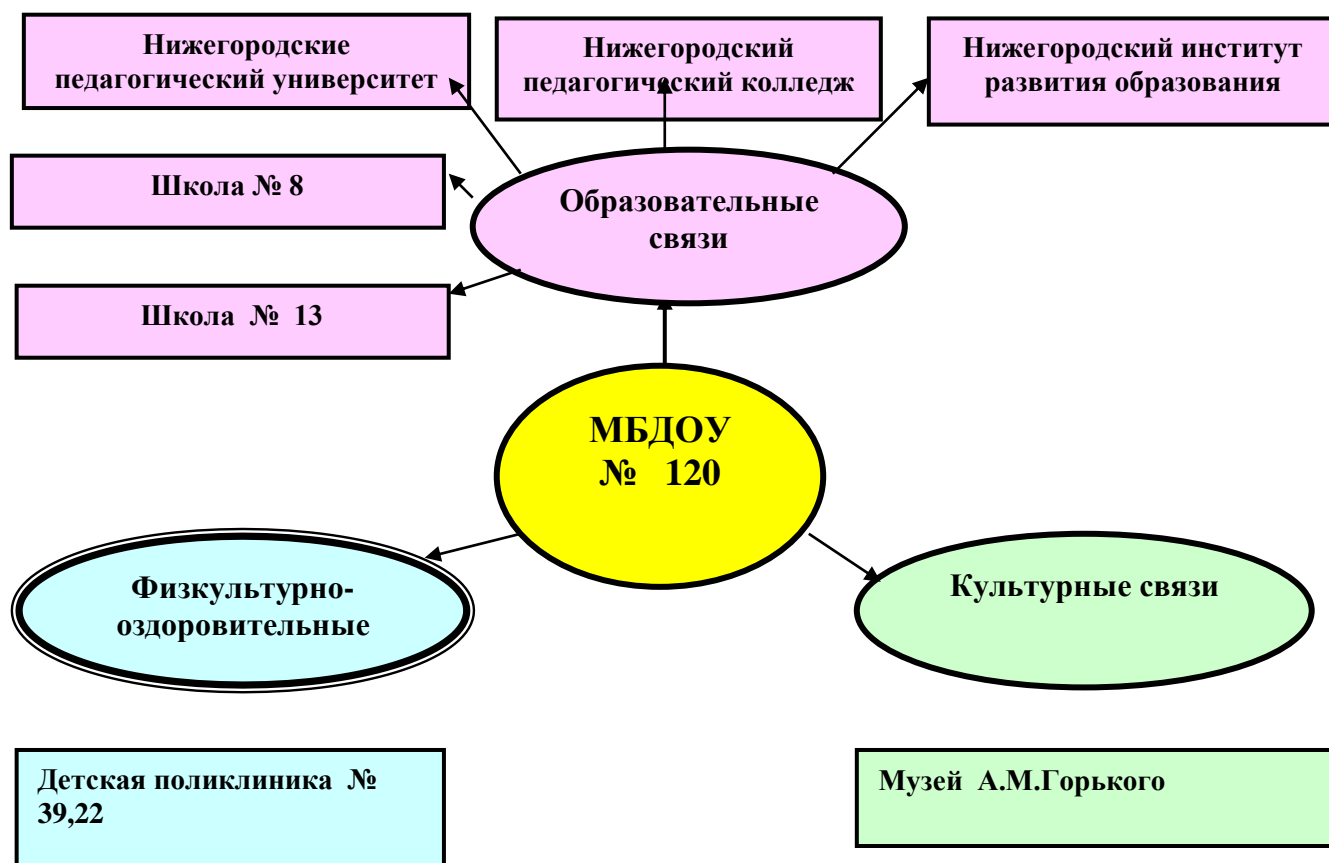 Нижегородские
педагогический университет
Нижегородский
педагогический колледж
Нижегородский институт
развития образования
Школа № 8
Образовательные
связи
Школа № 13
МБДОУ
№ 120
Физкультурно-
оздоровительные
Культурные связи
Детская поликлиника №
39,22
Музей А.М.Горького